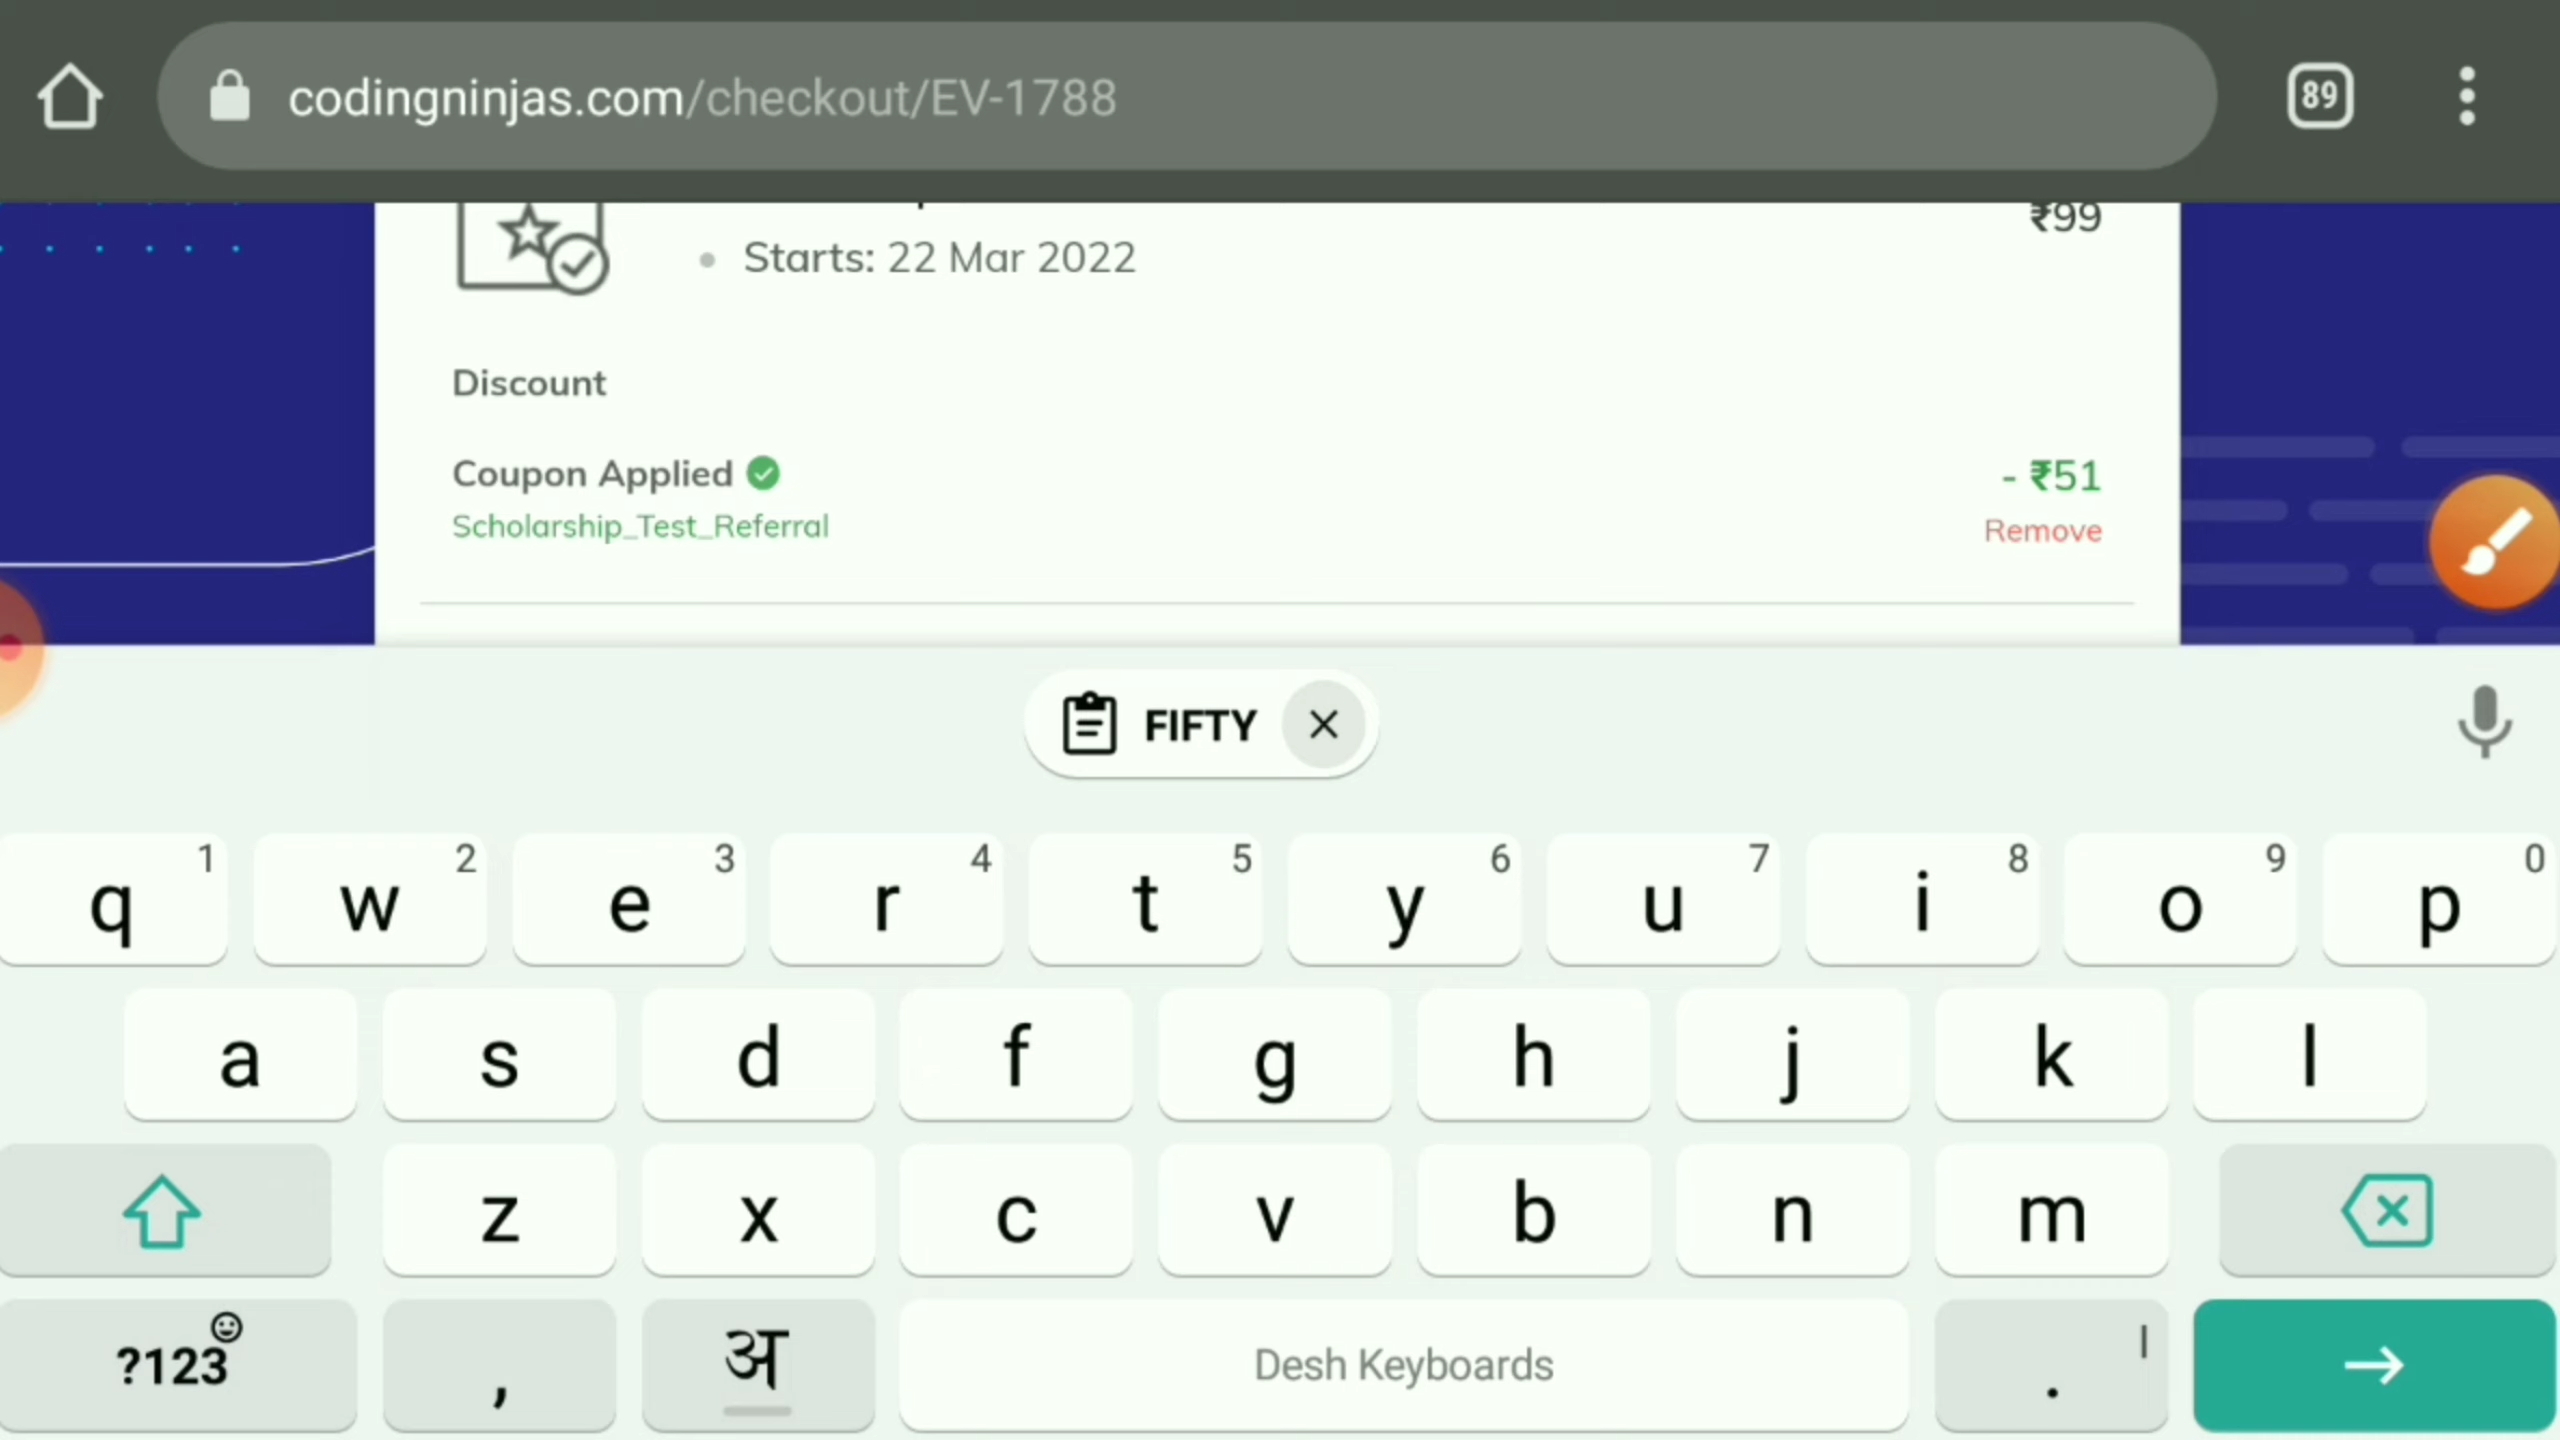 codingninjas.com/checkout/EV-1788
89
₹99
Starts: 22 Mar 2022
Discount
Coupon Applied
- ₹51
Scholarship_Test_Referral
Remove
FIFTY
q 1 w 2 e 3 r 4 t 5 y 6 u 7 i 8 o 9 p 0
a s d f g h j k l
z x c v b n m
?123 , अ Desh Keyboards . |